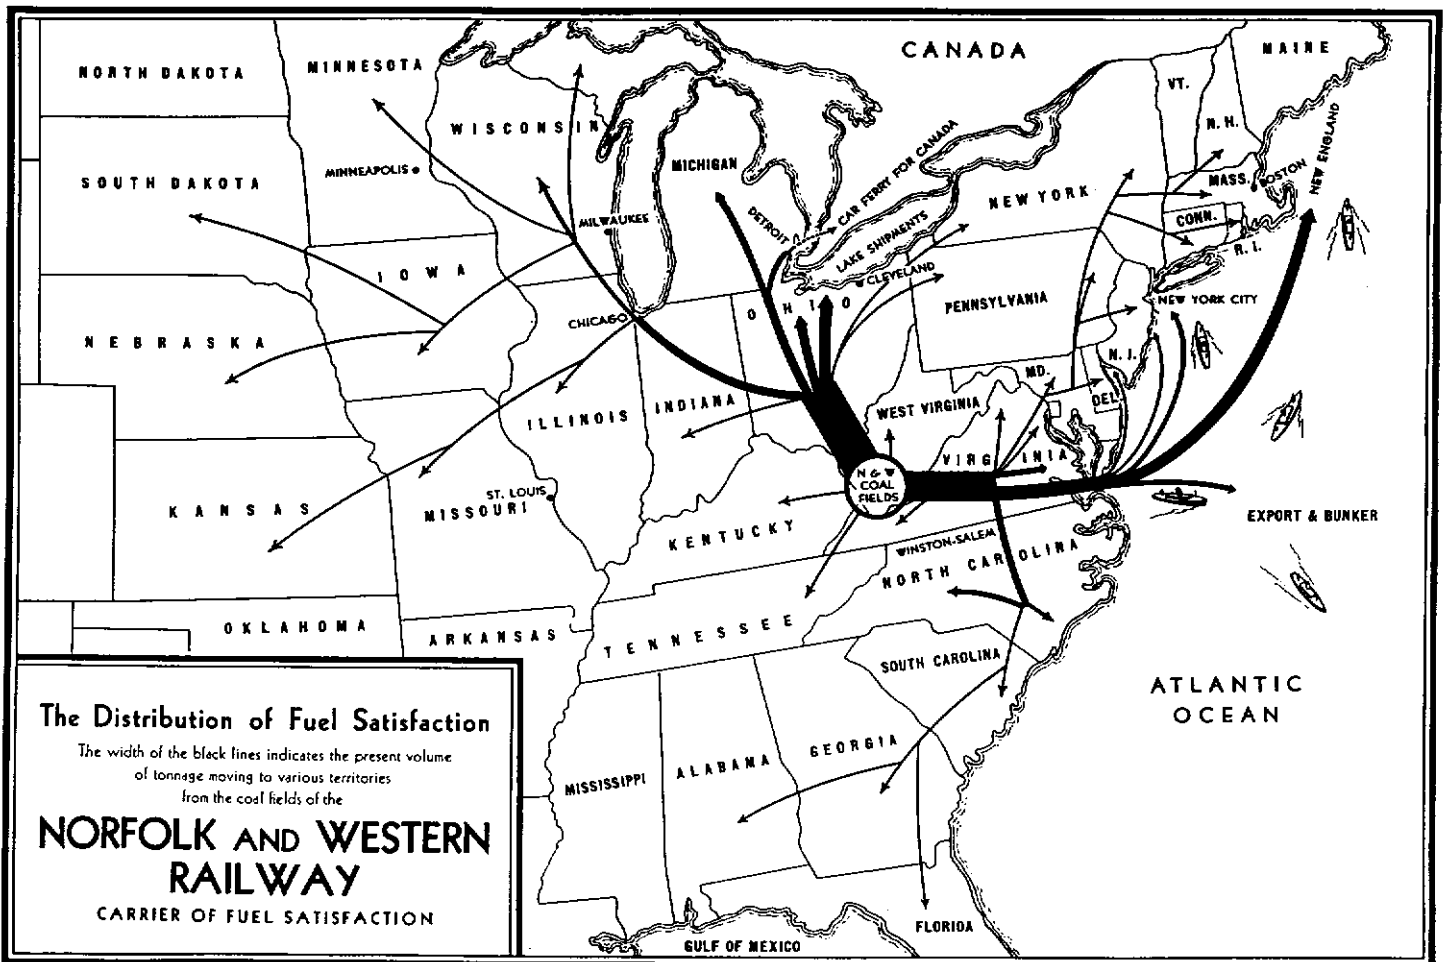 CANADA
MAINE
NORTH DAKOTA
MINNESOTA
VT.
WISCONSIN
N. H.
NEW ENGLAND
MICHIGAN
CAR FERRY FOR CANADA
MINNEAPOLIS
SOUTH DAKOTA
MASS.
BOSTON
NEW YORK
MILWAUKEE
DETROIT
LAKE SHIPMENTS
CONN.
R. I.
IOWA
CLEVELAND
PENNSYLVANIA
NEW YORK CITY
OHIO
CHICAGO
NEBRASKA
N. J.
MD.
DEL.
WEST VIRGINIA
ILLINOIS
INDIANA
VIRGINIA
N & W
COAL
FIELDS
ST. LOUIS
MISSOURI
KANSAS
EXPORT & BUNKER
KENTUCKY
WINSTON-SALEM
NORTH CAROLINA
OKLAHOMA
ARKANSAS
TENNESSEE
SOUTH CAROLINA
ATLANTIC
OCEAN
GEORGIA
ALABAMA
MISSISSIPPI
FLORIDA
GULF OF MEXICO
The Distribution of Fuel Satisfaction
The width of the black lines indicates the present volume
of tonnage moving to various territories
from the coal fields of the
NORFOLK AND WESTERN
RAILWAY
CARRIER OF FUEL SATISFACTION